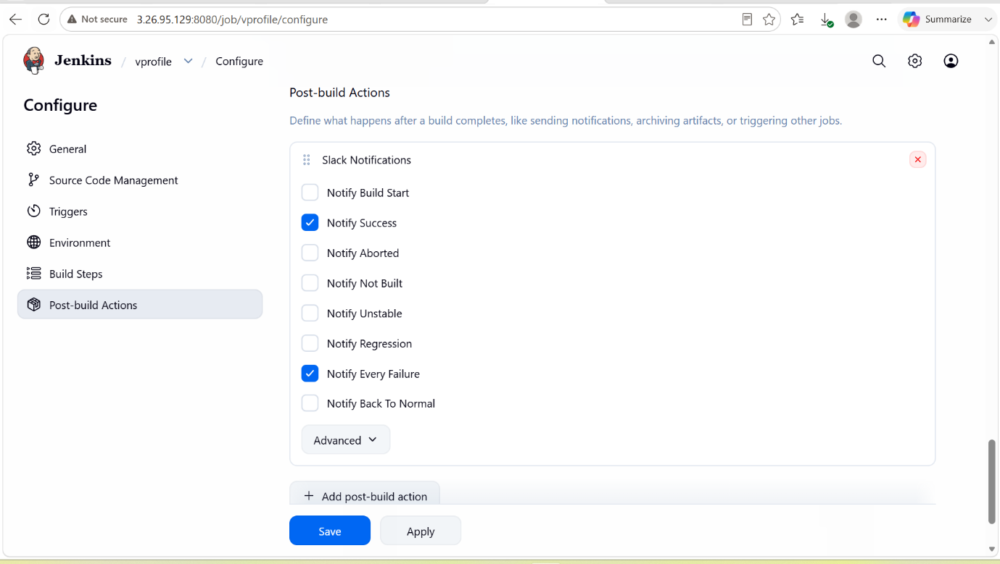 Not secure 3.26.95.129:8080/job/vprofile/configure Summarize
Jenkins / vprofile / Configure
Configure
General
Source Code Management
Triggers
Environment
Build Steps
Post-build Actions
Post-build Actions
Define what happens after a build completes, like sending notifications, archiving artifacts, or triggering other jobs.
Slack Notifications
Notify Build Start
Notify Success
Notify Aborted
Notify Not Built
Notify Unstable
Notify Regression
Notify Every Failure
Notify Back To Normal
Advanced
+ Add post-build action
Save Apply